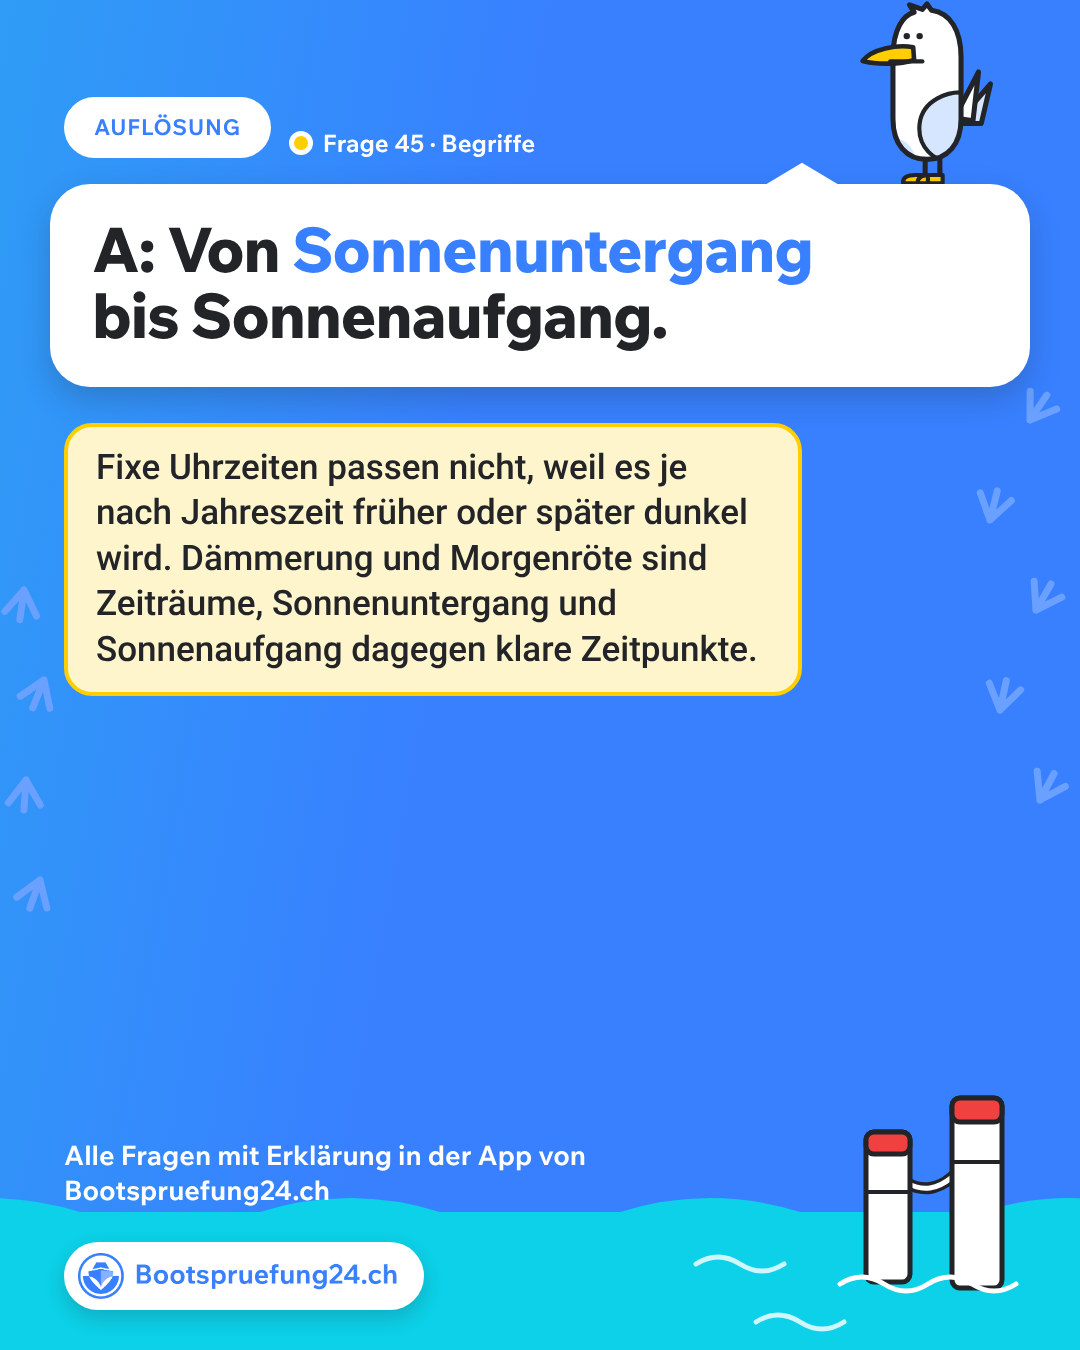 AUFLÖSUNG
Frage 45 · Begriffe
A: Von Sonnenuntergang
bis Sonnenaufgang.
Fixe Uhrzeiten passen nicht, weil es je
nach Jahreszeit früher oder später dunkel
wird. Dämmerung und Morgenröte sind
Zeiträume, Sonnenuntergang und
Sonnenaufgang dagegen klare Zeitpunkte.
Alle Fragen mit Erklärung in der App von
Bootspruefung24.ch
Bootspruefung24.ch